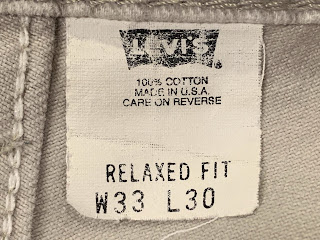 LEVI'S
100% COTTON
MADE IN U.S.A.
CARE ON REVERSE
RELAXED FIT
W33 L30